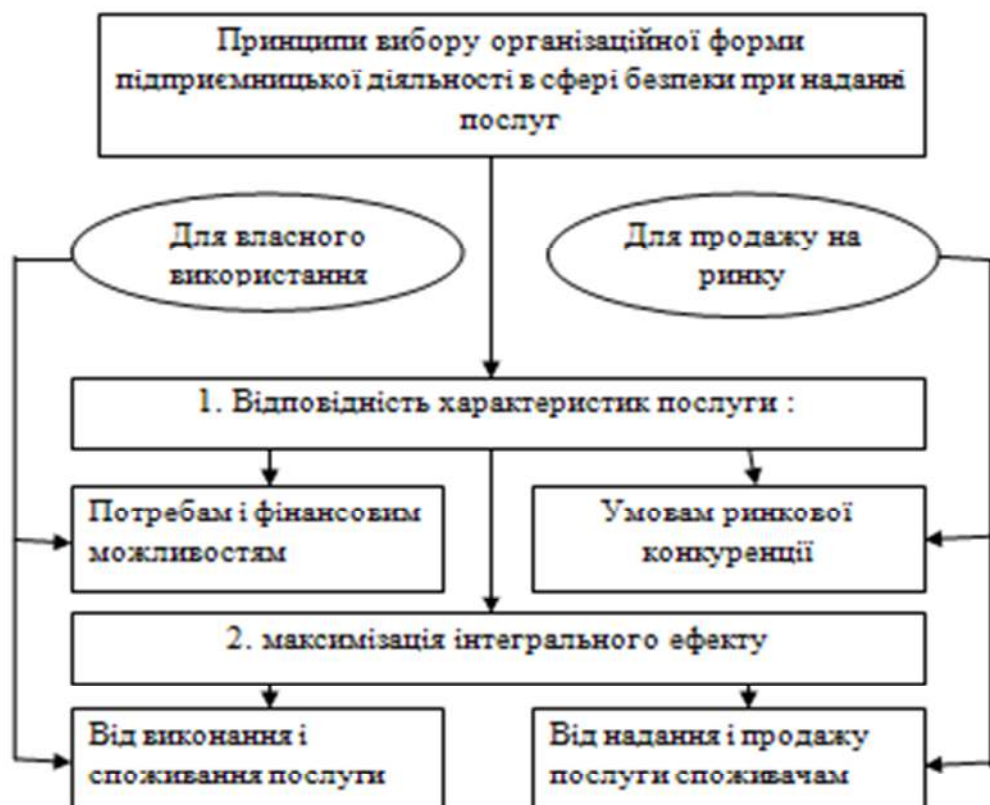 Принципи вибору організаційної форми
підприємницької діяльності в сфері безпеки при наданні
послуг
Для власного
використання
Для продажу на
ринку
1. Відповідність характеристик послуги :
Потребам і фінансовим
можливостям
Умовам ринкової
конкуренції
2. максимізація інтегрального ефекту
Від виконання і
споживання послуги
Від надання і продажу
послуги споживачам